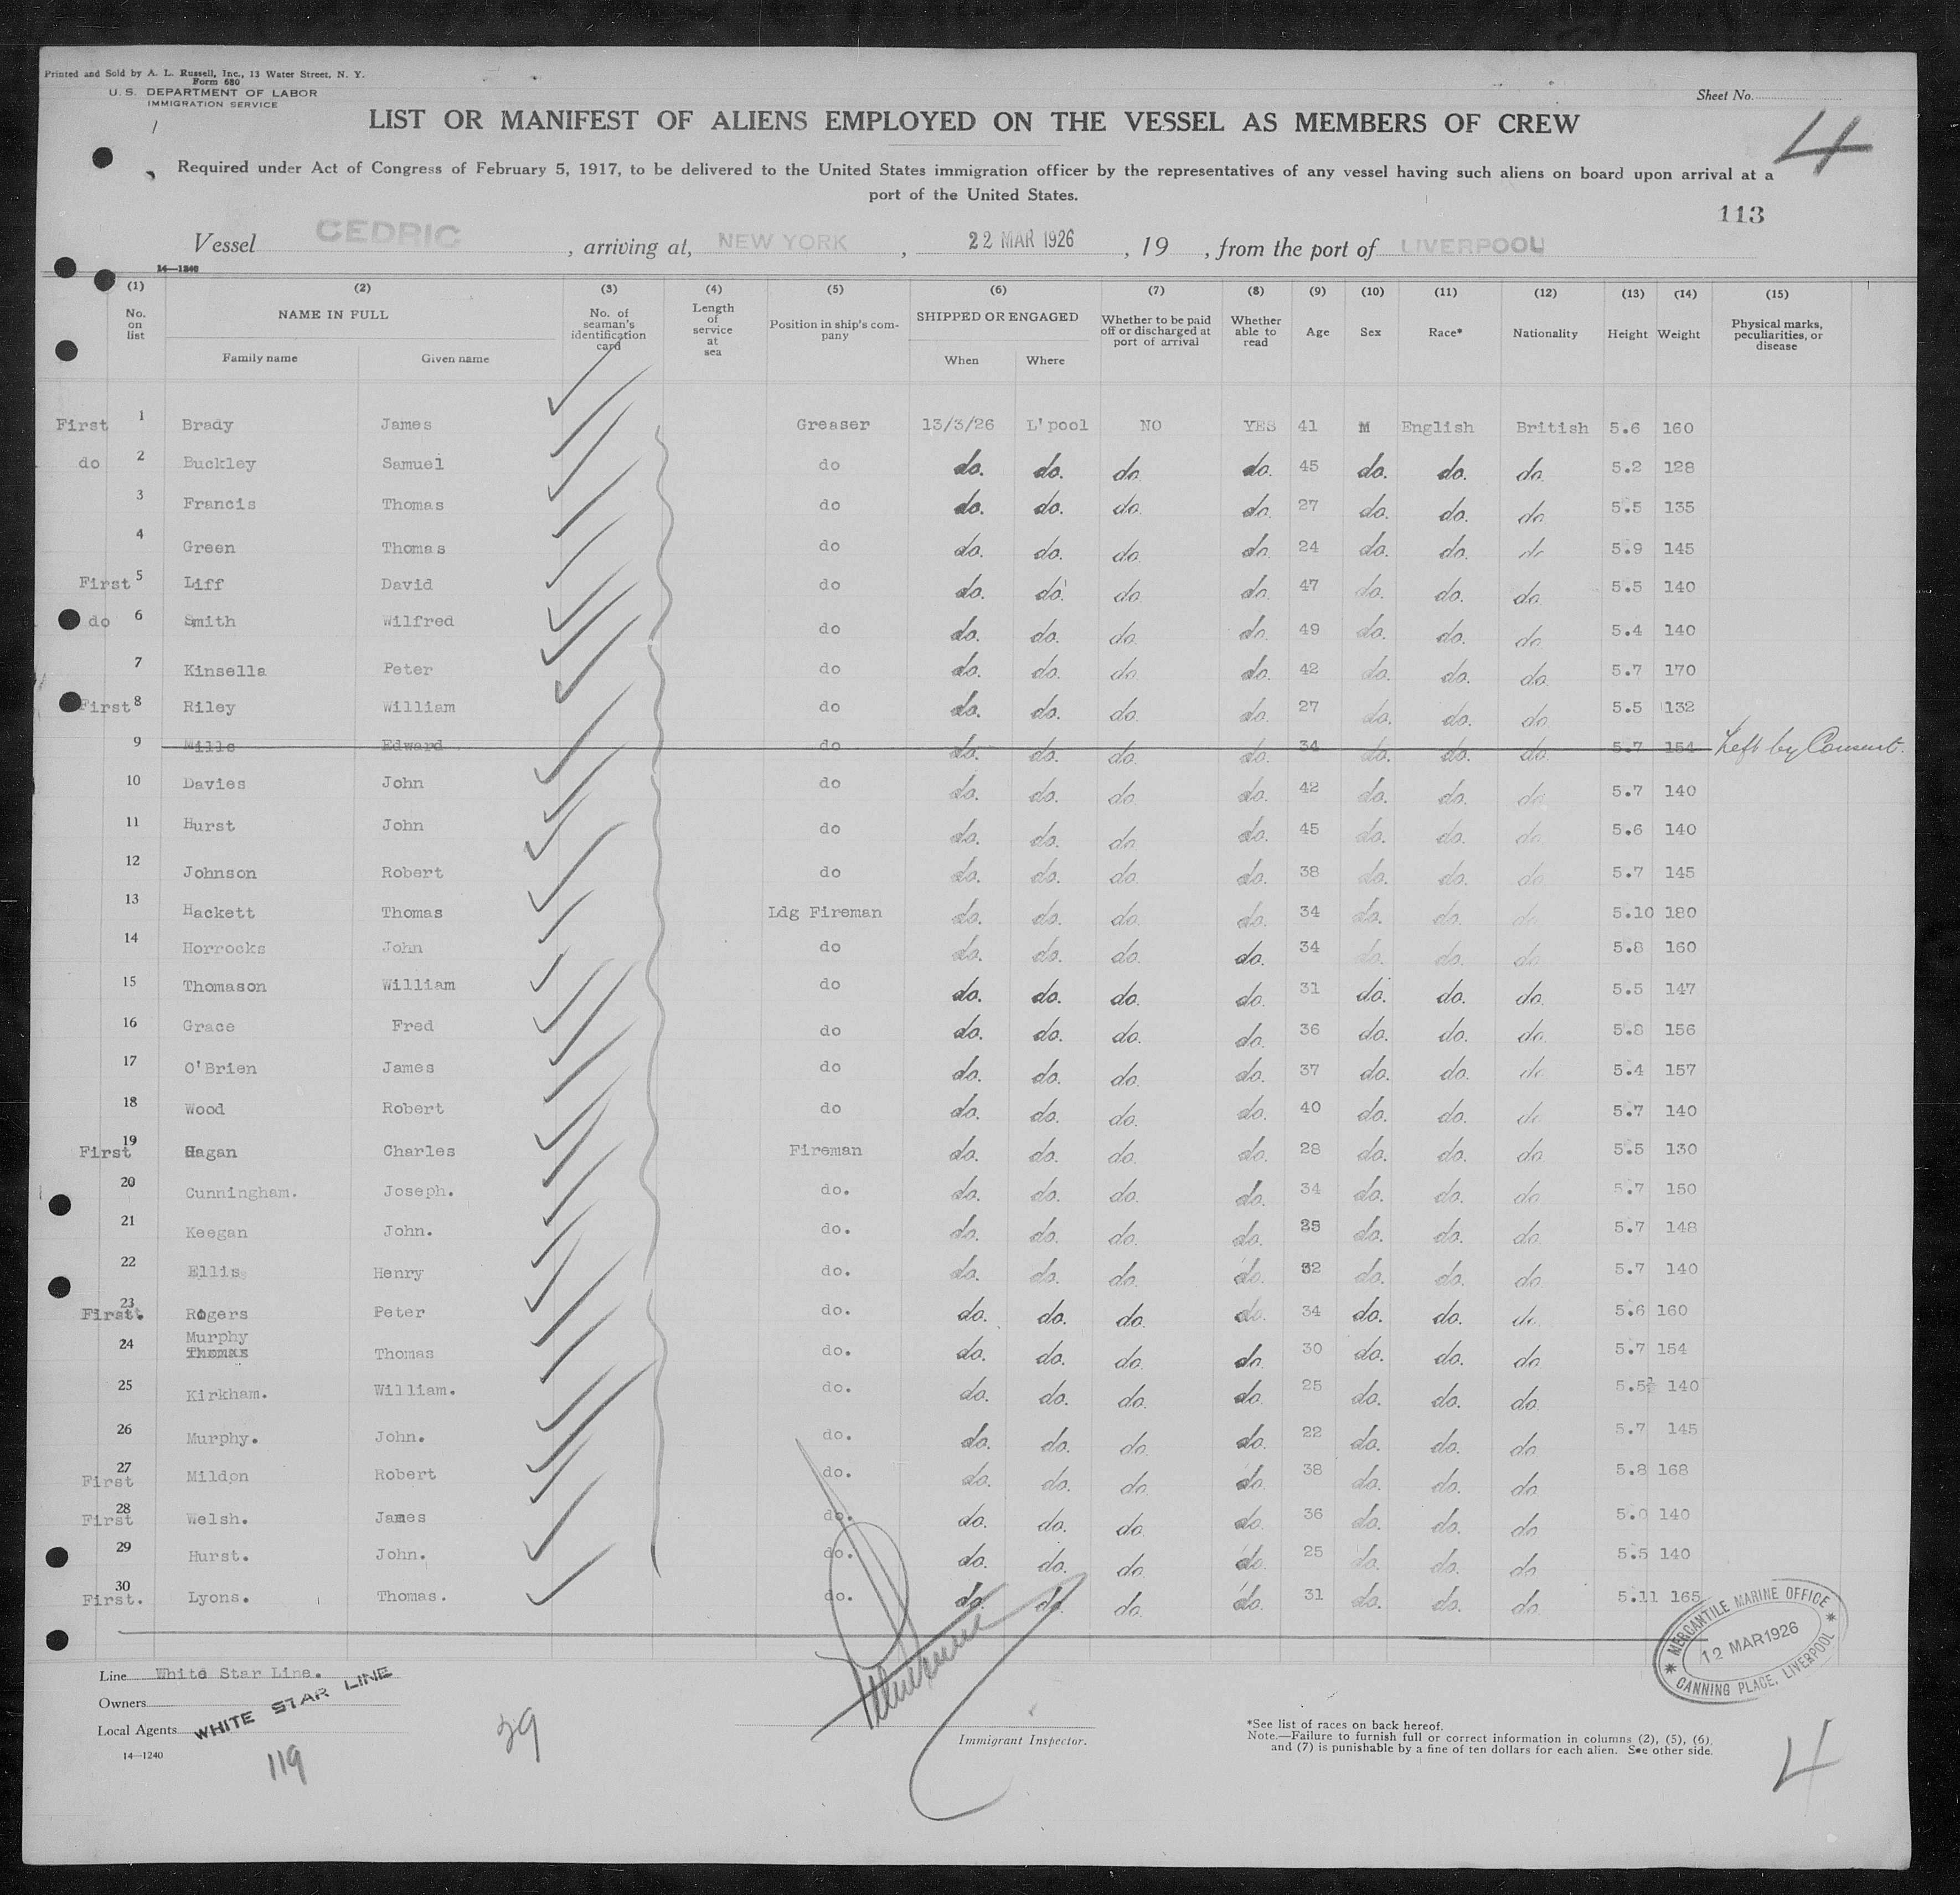 Printed and Sold by A. L. Russell, Inc., 13 Water Street, N. Y.
Form 680
U. S. DEPARTMENT OF LABOR
IMMIGRATION SERVICE
Sheet No.
4
LIST OR MANIFEST OF ALIENS EMPLOYED ON THE VESSEL AS MEMBERS OF CREW
Required under Act of Congress of February 5, 1917, to be delivered to the United States immigration officer by the representatives of any vessel having such aliens on board upon arrival at a
port of the United States.
113
Vessel CEDRIC , arriving at, NEW YORK , 22 MAR 1926 , 19 , from the port of LIVERPOOL
14—1240
(1) (2) (3) (4) (5) (6) (7) (8) (9) (10) (11) (12) (13) (14) (15)
No. on list NAME IN FULL Family name Given name No. of seaman's identification card Length of service at sea Position in ship's company SHIPPED OR ENGAGED When Where Whether to be paid off or discharged at port of arrival Whether able to read Age Sex Race* Nationality Height Weight Physical marks, peculiarities, or disease
First 1 Brady James Greaser 13/3/26 L'pool NO YES 41 M English British 5.6 160
do 2 Buckley Samuel do do. do. do. do. 45 do. do. do. 5.2 128
3 Francis Thomas do do. do. do. do. 27 do. do. do 5.5 135
4 Green Thomas do do. do. do. do. 24 do. do. do 5.9 145
First 5 Liff David do do. do. do. do. 47 do. do. do. 5.5 140
do 6 Smith Wilfred do do. do. do. do. 49 do. do. do 5.4 140
7 Kinsella Peter do do. do. do. do. 42 do. do. do. 5.7 170
First 8 Riley William do do. do. do. do. 27 do. do. do. 5.5 132
9 Mills Edward do do. do. do. do. 34 do. do. do. 5.7 154 Left by Consent.
10 Davies John do do. do. do do. 42 do. do. do 5.7 140
11 Hurst John do do. do. do do. 45 do. do. do 5.6 140
12 Johnson Robert do do. do. do. do. 38 do. do. do 5.7 145
13 Hackett Thomas Ldg Fireman do. do. do. do. 34 do. do. do 5.10 180
14 Horrocks John do do. do. do. do. 34 do. do. do 5.8 160
15 Thomason William do do. do. do. do. 31 do. do. do. 5.5 147
16 Grace Fred do do. do. do. do. 36 do. do. do. 5.8 156
17 O'Brien James do do. do. do. do. 37 do. do. do 5.4 157
18 Wood Robert do do. do. do. do. 40 do. do. do 5.7 140
First 19 Hagan Charles Fireman do. do. do. do. 28 do. do. do. 5.5 130
20 Cunningham. Joseph. do. do. do. do. do. 34 do. do. do 5.7 150
21 Keegan John. do. do. do. do. do. do. do. do 5.7 148
22 Ellis Henry do. do. do. do. do. 32 do. do. do 5.7 140
First. 23 Rogers Peter do. do. do. do. do. 34 do. do. do. 5.6 160
Murphy
24 Thomas Thomas do. do. do. do. do 30 do. do. do 5.7 154
25 Kirkham. William. do. do. do. do. do. 25 do. do. do 5.5½ 140
26 Murphy. John. do. do. do. do. do. 22 do. do. do 5.7 145
First 27 Mildon Robert do. do. do. do. do. 38 do. do. do 5.8 168
First 28 Welsh. James do. do. do. do. do. 36 do. do. do 5.0 140
29 Hurst. John. do. do. do. do. do. 25 do. do. do 5.5 140
First. 30 Lyons. Thomas. do. do. do. do. do. 31 do. do. do 5.11 165
MERCANTILE MARINE OFFICE
12 MAR 1926
CANNING PLACE, LIVERPOOL
Line White Star Line.
Owners
Local Agents WHITE STAR LINE
14—1240
119
29
Immigrant Inspector.
*See list of races on back hereof.
Note.—Failure to furnish full or correct information in columns (2), (5), (6),
and (7) is punishable by a fine of ten dollars for each alien. See other side.
4